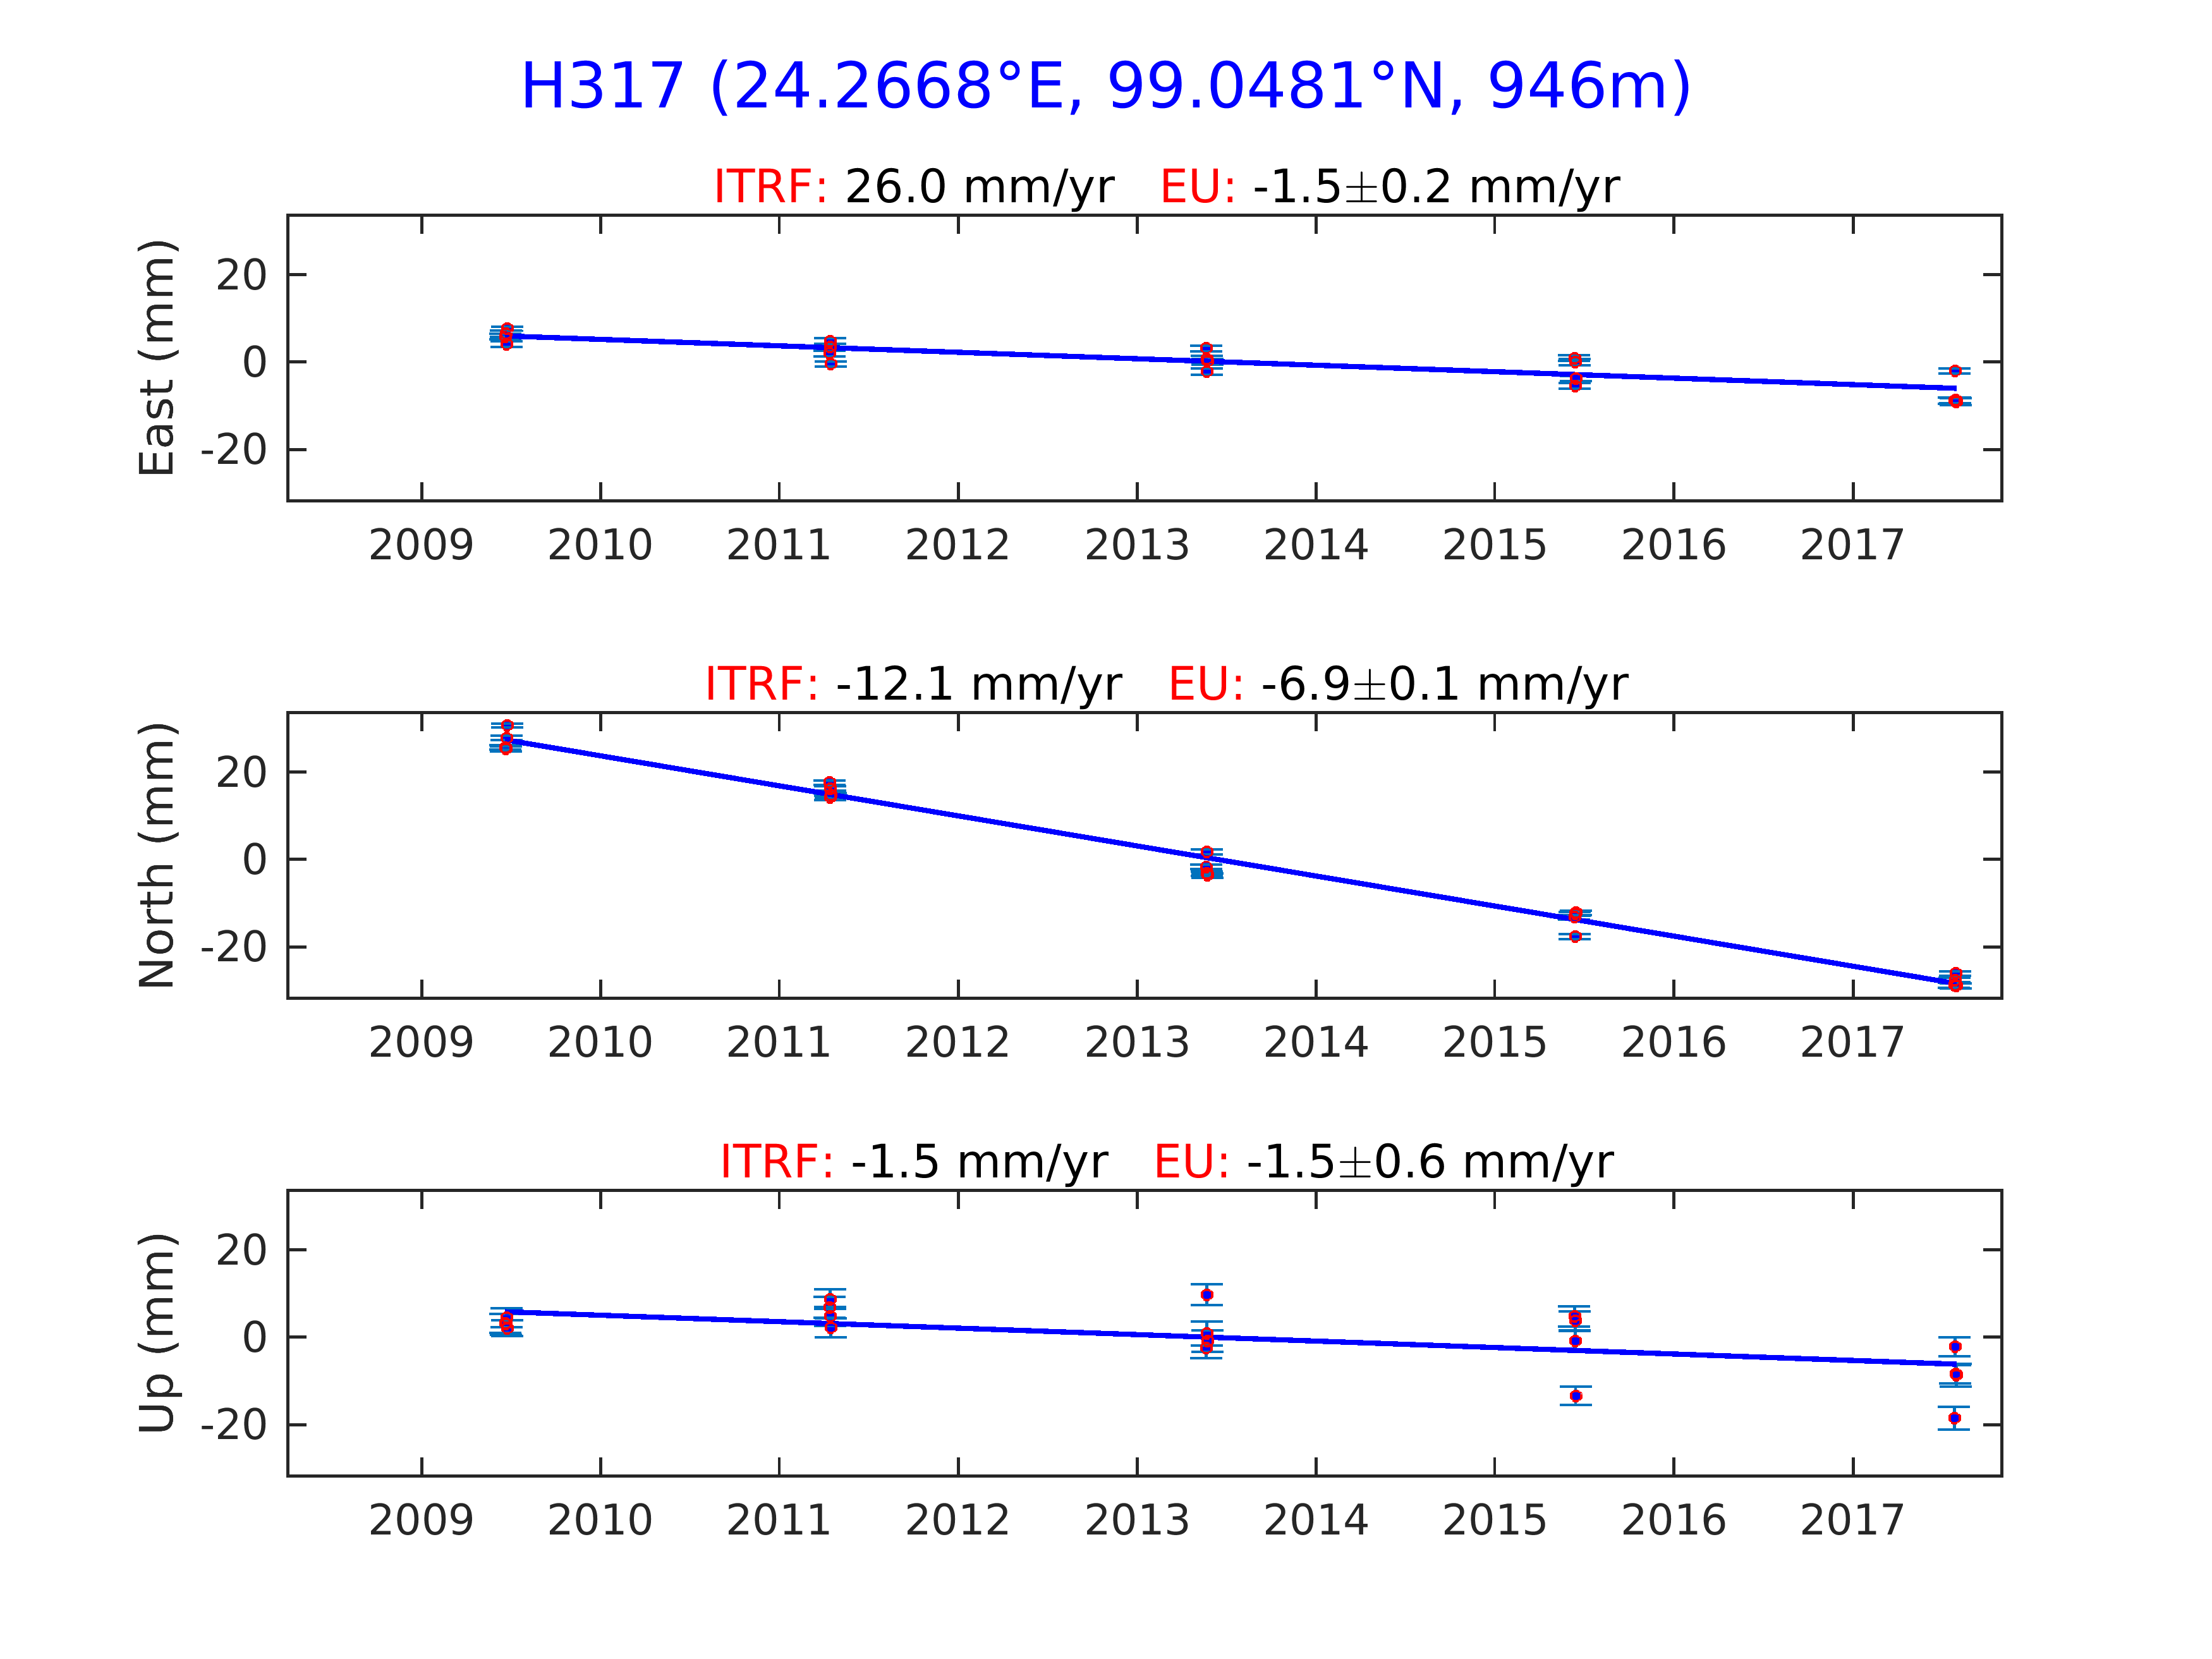 H317 (24.2668°E, 99.0481°N, 946m)
ITRF: 26.0 mm/yr EU: -1.5±0.2 mm/yr
East (mm)
20
0
-20
2009 2010 2011 2012 2013 2014 2015 2016 2017
ITRF: -12.1 mm/yr EU: -6.9±0.1 mm/yr
North (mm)
20
0
-20
2009 2010 2011 2012 2013 2014 2015 2016 2017
ITRF: -1.5 mm/yr EU: -1.5±0.6 mm/yr
Up (mm)
20
0
-20
2009 2010 2011 2012 2013 2014 2015 2016 2017